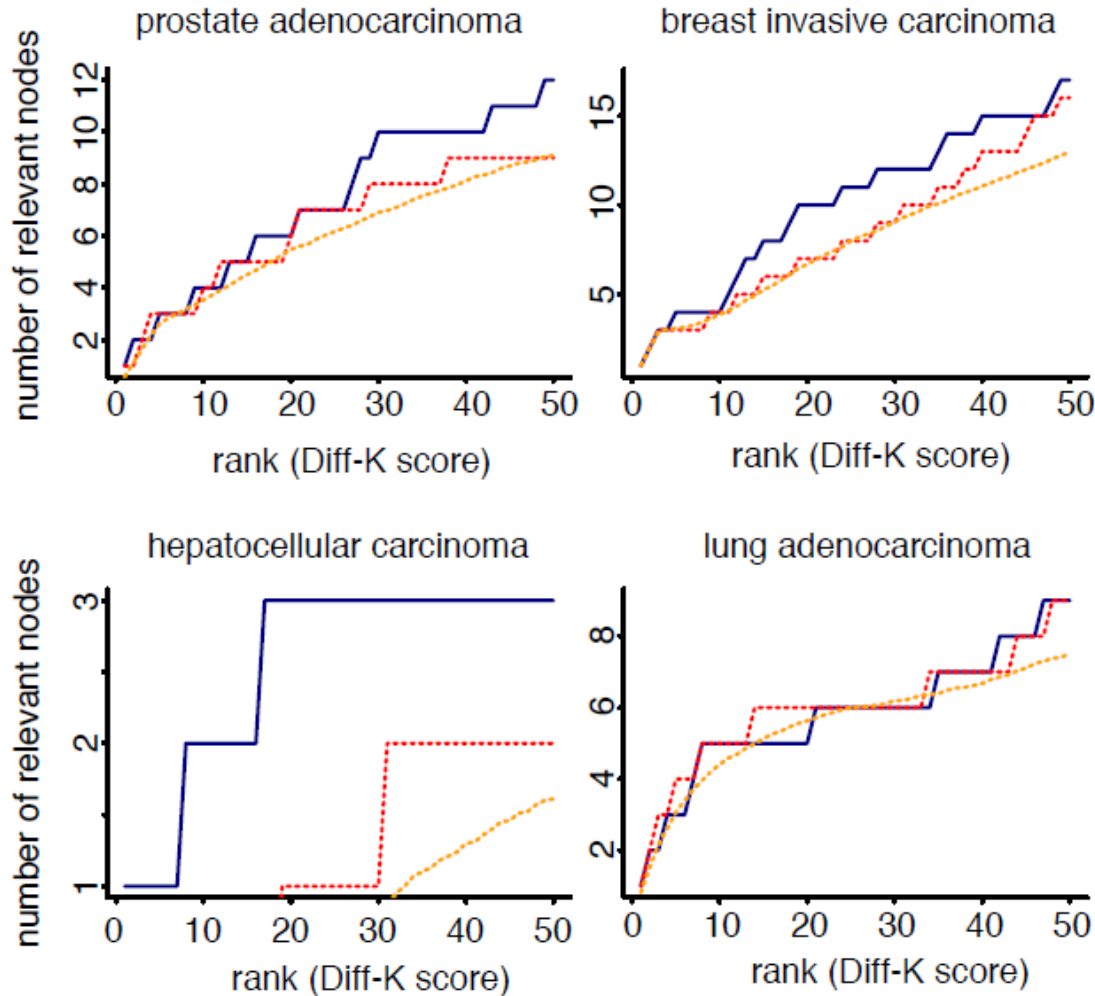 prostate adenocarcinoma
breast invasive carcinoma
number of relevant nodes
2 4 6 8 10 12
0 10 20 30 40 50
rank (Diff-K score)
5 10 15
0 10 20 30 40 50
rank (Diff-K score)
hepatocellular carcinoma
lung adenocarcinoma
number of relevant nodes
1 2 3
0 10 20 30 40 50
rank (Diff-K score)
2 4 6 8
0 10 20 30 40 50
rank (Diff-K score)